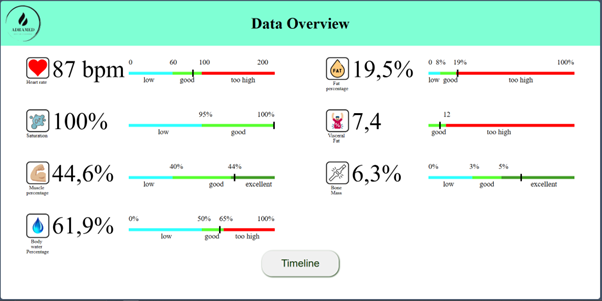 ADIRAMED
Data Overview
Heart rate
87 bpm
0 60 100 200
low good too high
Saturation
100%
95% 100%
low good
Muscle
percentage
44,6%
40% 44%
low good excellent
Body
water
Percentage
61,9%
0% 50% 65% 100%
low good too high
FAT
Fat
percentage
19,5%
0 8% 19% 100%
low good too high
Visceral
Fat
7,4
12
good too high
Bone
Mass
6,3%
0% 3% 5%
low good excellent
Timeline